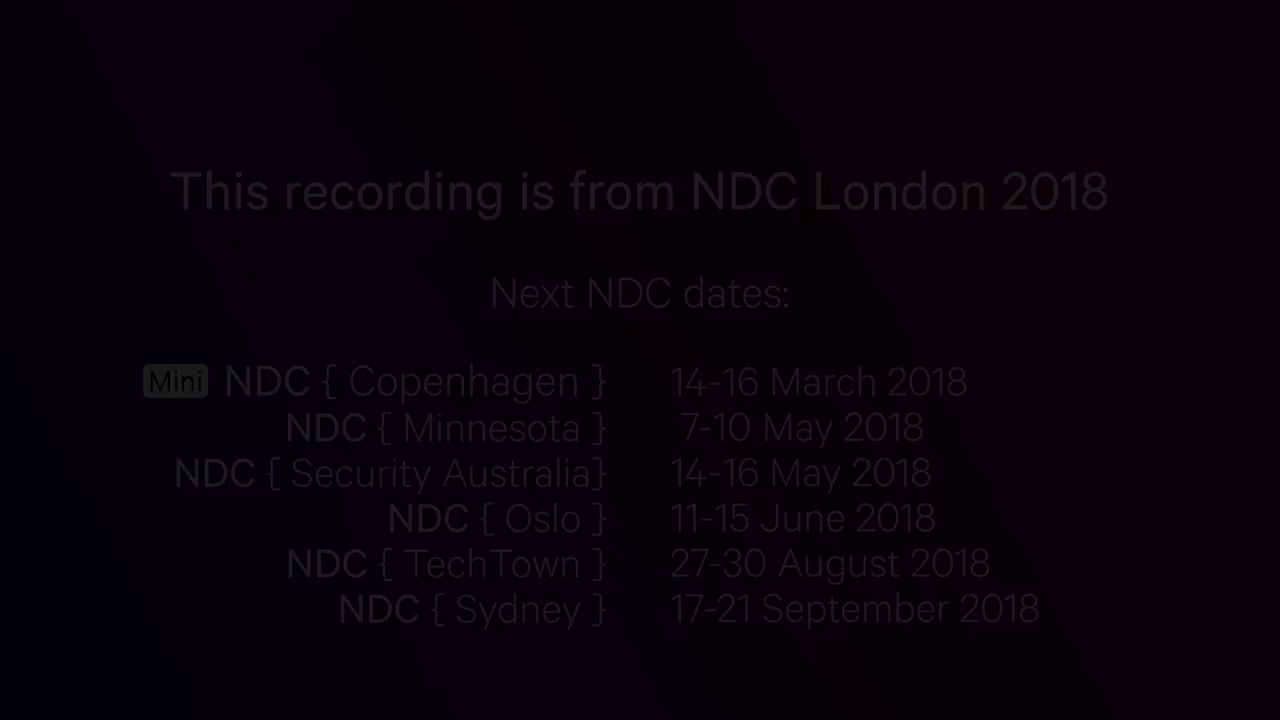 This recording is from NDC London 2018
Next NDC dates:
Mini NDC { Copenhagen } 14-16 March 2018
NDC { Minnesota } 7-10 May 2018
NDC { Security Australia} 14-16 May 2018
NDC { Oslo } 11-15 June 2018
NDC { TechTown } 27-30 August 2018
NDC { Sydney } 17-21 September 2018